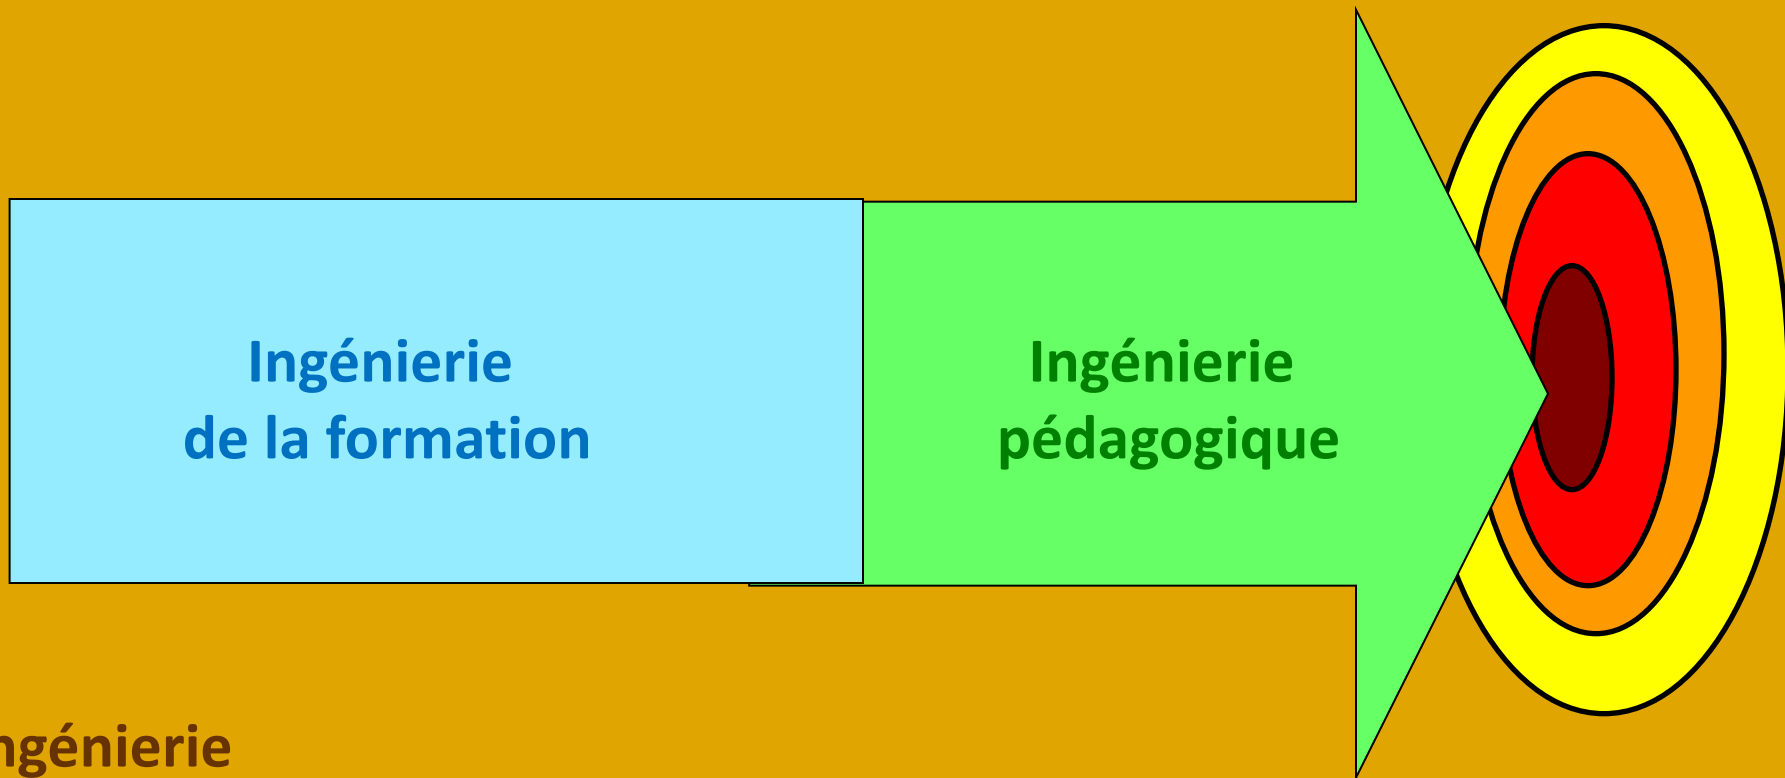 Ingénierie
de la formation
Ingénierie
pédagogique
ngénierie